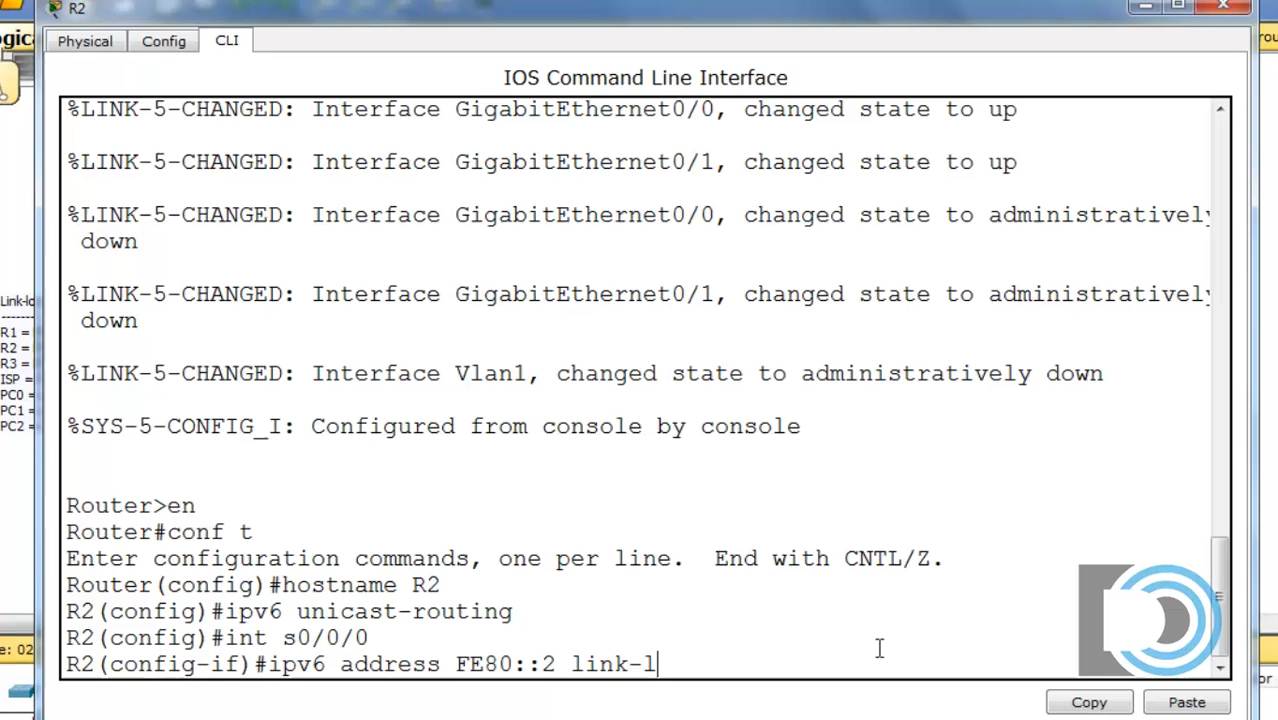 R2
Physical
Config
CLI
IOS Command Line Interface
%LINK-5-CHANGED: Interface GigabitEthernet0/0, changed state to up
%LINK-5-CHANGED: Interface GigabitEthernet0/1, changed state to up
%LINK-5-CHANGED: Interface GigabitEthernet0/0, changed state to administratively
down
%LINK-5-CHANGED: Interface GigabitEthernet0/1, changed state to administratively
down
%LINK-5-CHANGED: Interface Vlan1, changed state to administratively down
%SYS-5-CONFIG_I: Configured from console by console
Router>en
Router#conf t
Enter configuration commands, one per line.  End with CNTL/Z.
Router(config)#hostname R2
R2(config)#ipv6 unicast-routing
R2(config)#int s0/0/0
R2(config-if)#ipv6 address FE80::2 link-l
Copy
Paste
Link-lo
R1 =
R2 =
R3 =
ISP =
PC0 =
PC1 =
PC2 =